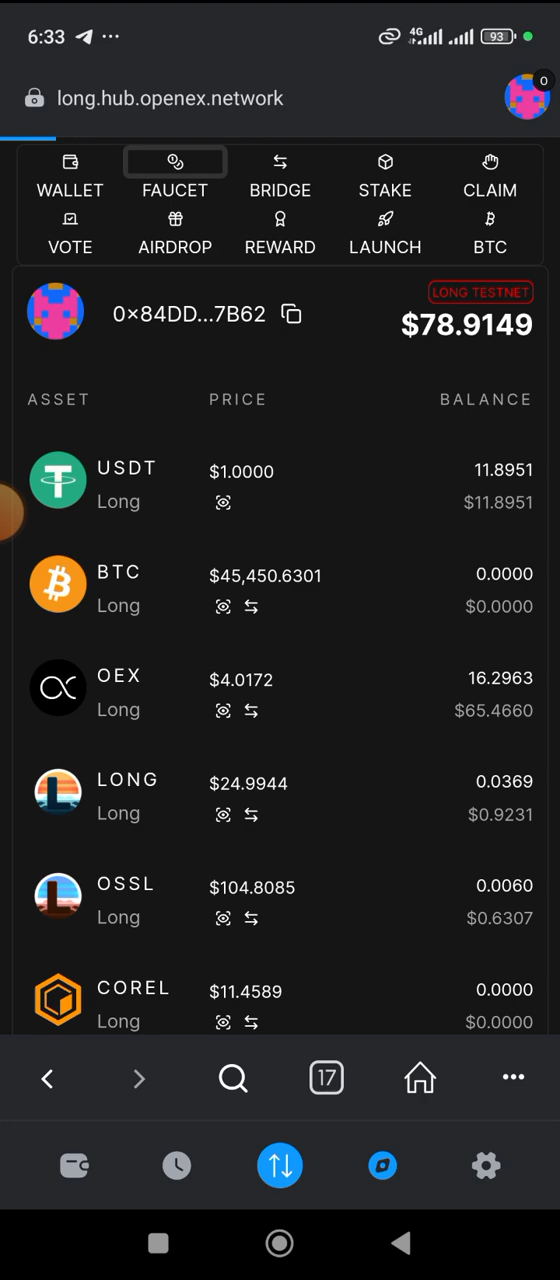 6:33 ... 4G 93
long.hub.openex.network 0
WALLET FAUCET BRIDGE STAKE CLAIM
VOTE AIRDROP REWARD LAUNCH BTC
LONG TESTNET
0×84DD...7B62 $78.9149
ASSET PRICE BALANCE
USDT $1.0000 11.8951
Long $11.8951
BTC $45,450.6301 0.0000
Long $0.0000
OEX $4.0172 16.2963
Long $65.4660
LONG $24.9944 0.0369
Long $0.9231
OSSL $104.8085 0.0060
Long $0.6307
COREL $11.4589 0.0000
Long $0.0000
17